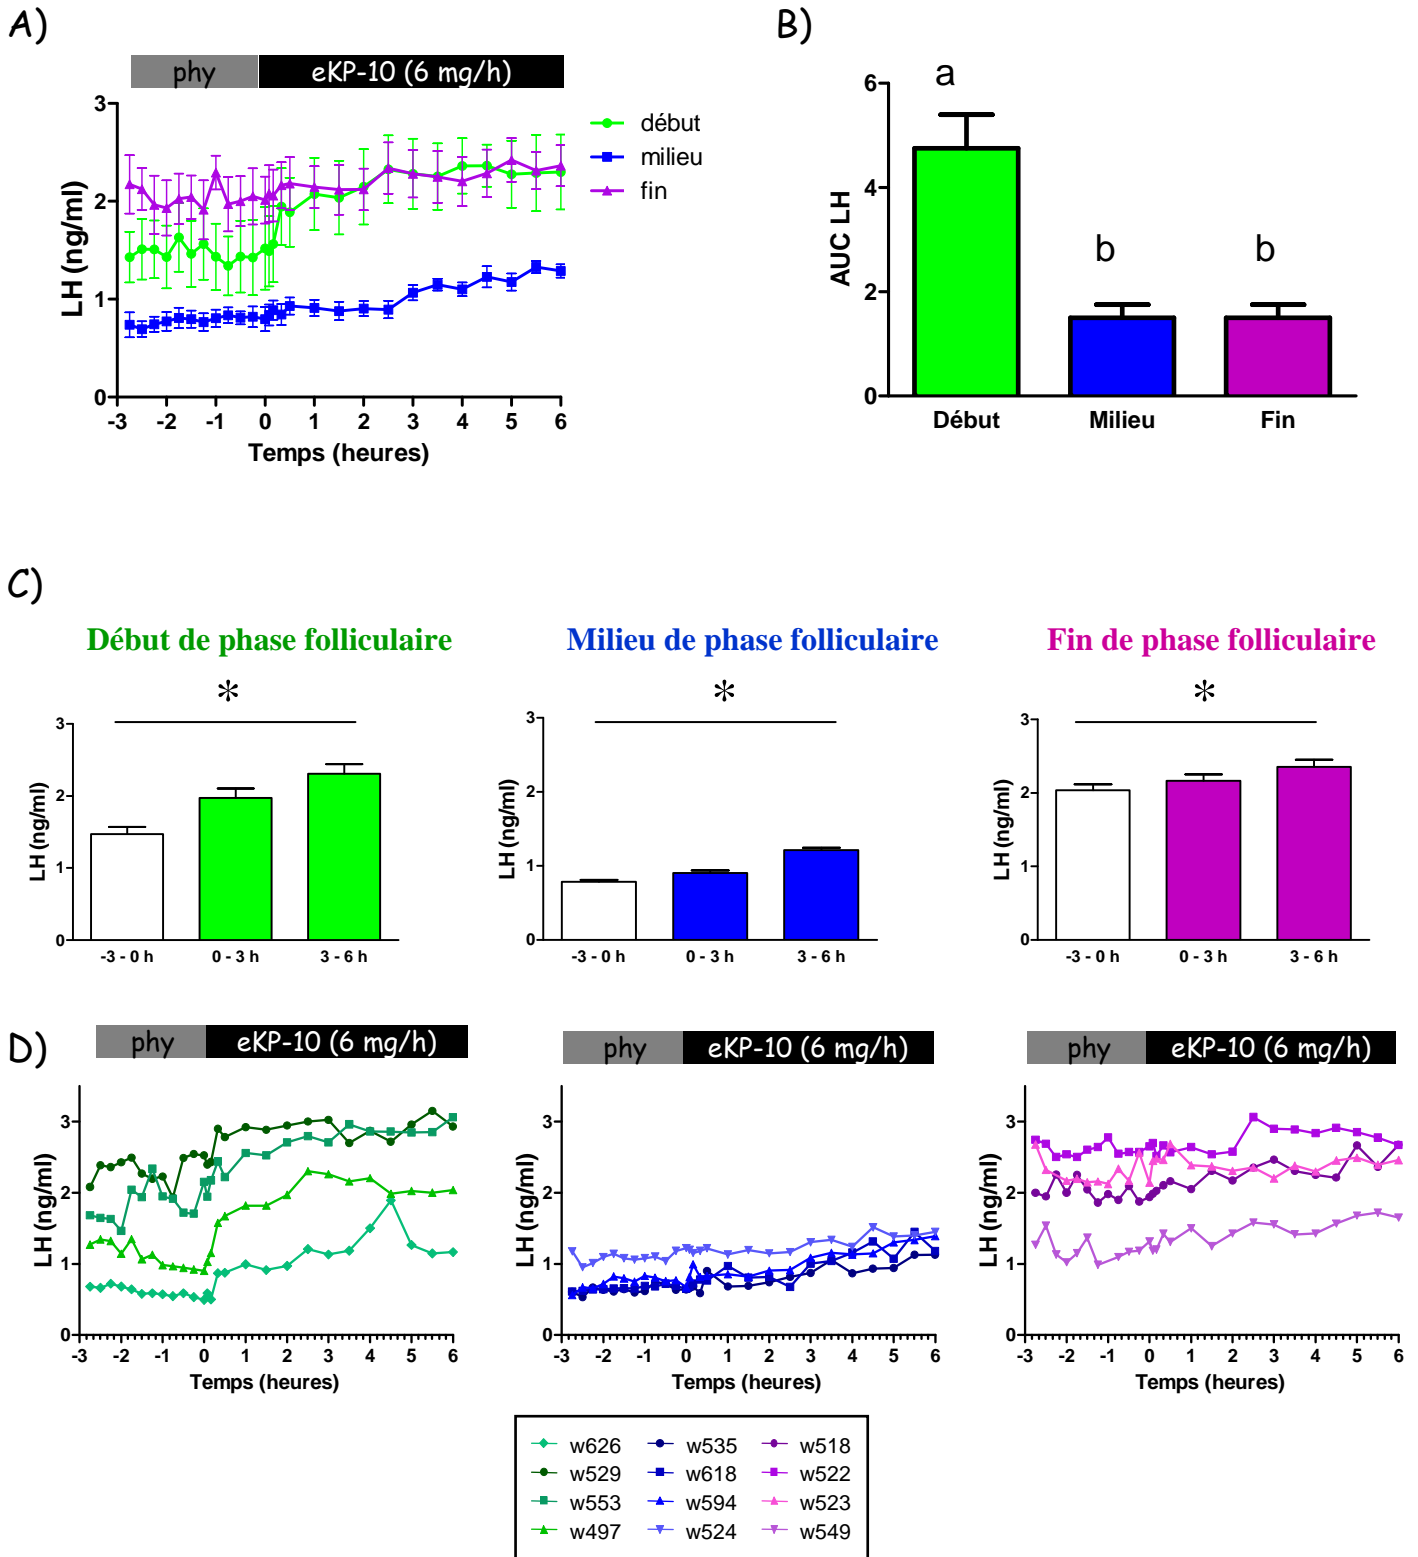 A)
B)
phy
eKP-10 (6 mg/h)
3
2
1
0
LH (ng/ml)
-3
-2
-1
0
1
2
3
4
5
6
Temps (heures)
début
milieu
fin
6
4
2
0
AUC LH
a
b
b
Début
Milieu
Fin
C)
Début de phase folliculaire
Milieu de phase folliculaire
Fin de phase folliculaire
*
*
*
3
2
1
0
LH (ng/ml)
-3 - 0 h
0 - 3 h
3 - 6 h
3
2
1
0
LH (ng/ml)
-3 - 0 h
0 - 3 h
3 - 6 h
3
2
1
0
LH (ng/ml)
-3 - 0 h
0 - 3 h
3 - 6 h
D)
phy
eKP-10 (6 mg/h)
phy
eKP-10 (6 mg/h)
phy
eKP-10 (6 mg/h)
3
2
1
0
LH (ng/ml)
-3 -2 -1 0 1 2 3 4 5 6
Temps (heures)
3
2
1
0
LH (ng/ml)
-3 -2 -1 0 1 2 3 4 5 6
Temps (heures)
3
2
1
0
LH (ng/ml)
-3 -2 -1 0 1 2 3 4 5 6
Temps (heures)
w626
w535
w518
w529
w618
w522
w553
w594
w523
w497
w524
w549